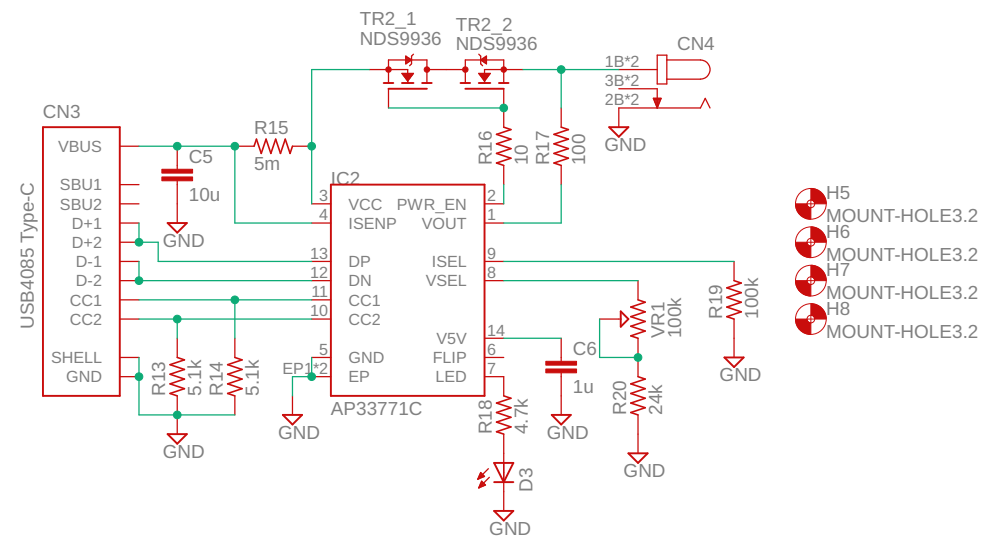 TR2_1
NDS9936
TR2_2
NDS9936
CN4
1B*2
3B*2
2B*2
GND
CN3
USB4085 Type-C
VBUS
SBU1
SBU2
D+1
D+2
D-1
D-2
CC1
CC2
SHELL
GND
C5
10u
GND
R15
5m
R16
10
R17
100
IC2
3
VCC
4
ISENP
13
DP
12
DN
11
CC1
10
CC2
5
GND
EP1*2
EP
PWR_EN
2
VOUT
1
ISEL
9
VSEL
8
V5V
14
FLIP
6
LED
7
AP33771C
R13
5.1k
R14
5.1k
GND
GND
R18
4.7k
D3
GND
C6
1u
GND
VR1
100k
R20
24k
GND
R19
100k
GND
H5
MOUNT-HOLE3.2
H6
MOUNT-HOLE3.2
H7
MOUNT-HOLE3.2
H8
MOUNT-HOLE3.2